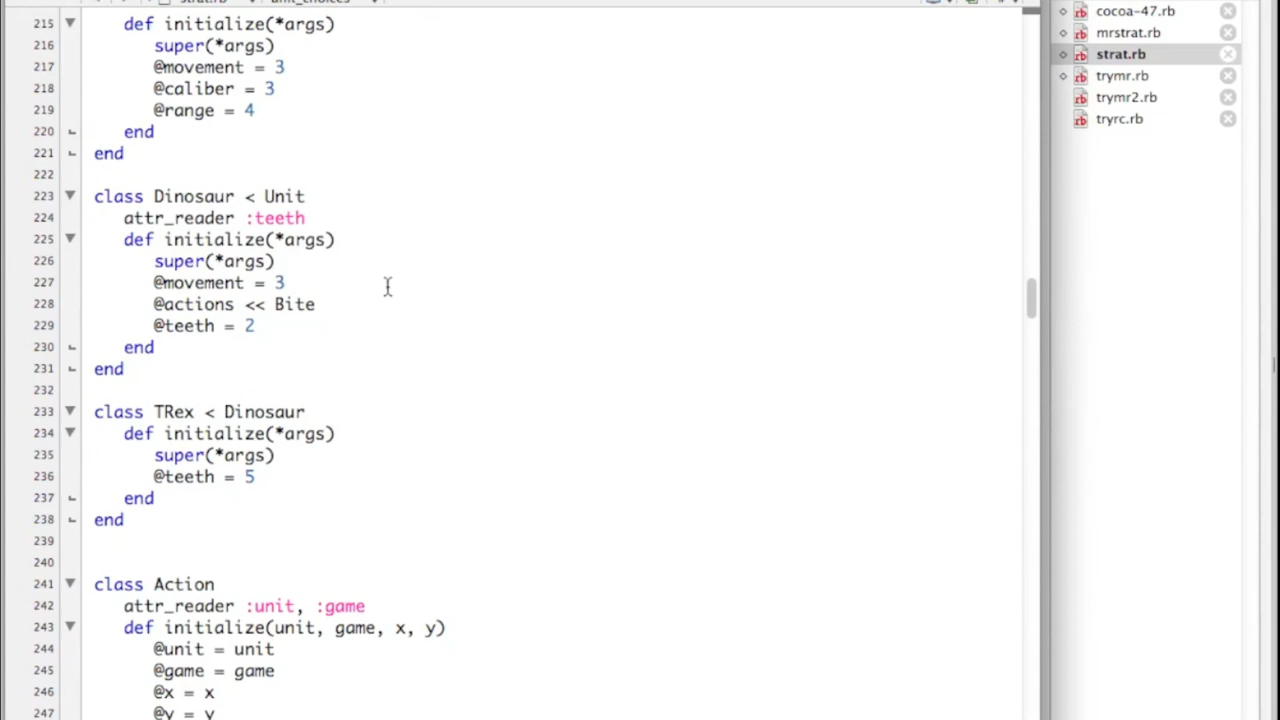 strat.rb unit_choices
215 def initialize(*args)
216 super(*args)
217 @movement = 3
218 @caliber = 3
219 @range = 4
220 end
221 end
222
223 class Dinosaur < Unit
224 attr_reader :teeth
225 def initialize(*args)
226 super(*args)
227 @movement = 3
228 @actions << Bite
229 @teeth = 2
230 end
231 end
232
233 class TRex < Dinosaur
234 def initialize(*args)
235 super(*args)
236 @teeth = 5
237 end
238 end
239
240
241 class Action
242 attr_reader :unit, :game
243 def initialize(unit, game, x, y)
244 @unit = unit
245 @game = game
246 @x = x
247 @y = y
cocoa-47.rb
mrstrat.rb
strat.rb
trymr.rb
trymr2.rb
tryrc.rb